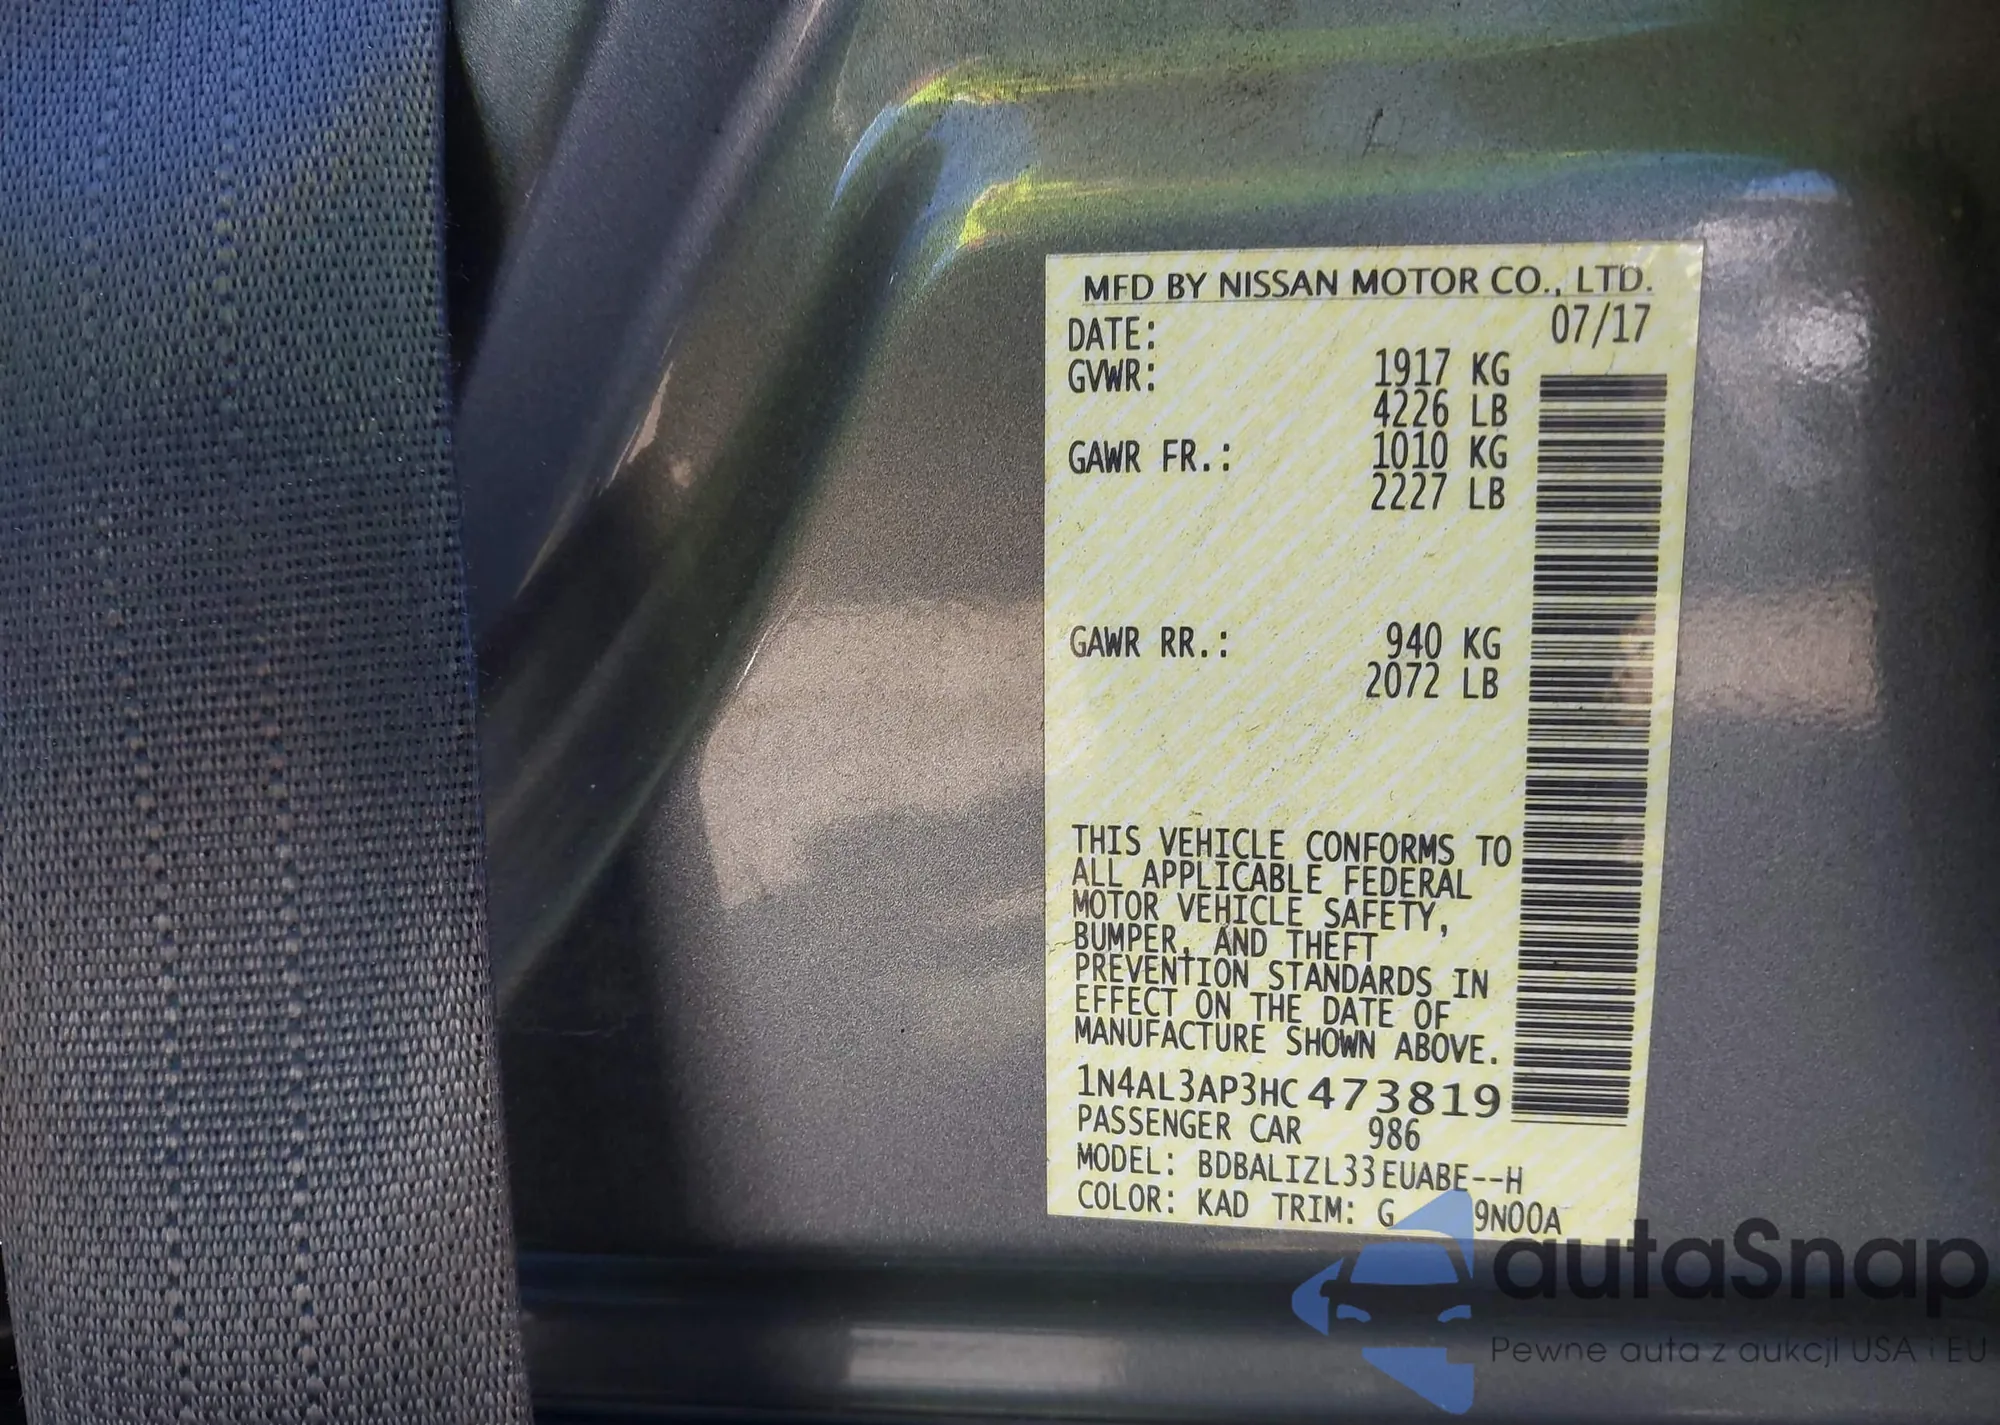 MFD BY NISSAN MOTOR CO., LTD.
DATE: 07/17
GVWR: 1917 KG
4226 LB
GAWR FR.: 1010 KG
2227 LB
GAWR RR.: 940 KG
2072 LB
THIS VEHICLE CONFORMS TO
ALL APPLICABLE FEDERAL
MOTOR VEHICLE SAFETY,
BUMPER, AND THEFT
PREVENTION STANDARDS IN
EFFECT ON THE DATE OF
MANUFACTURE SHOWN ABOVE.
1N4AL3AP3HC473819
PASSENGER CAR 986
MODEL: BDBALIZL33EUABE--H
COLOR: KAD TRIM: G 9N00A
autaSnap
Pewne auta z aukcji USA i EU